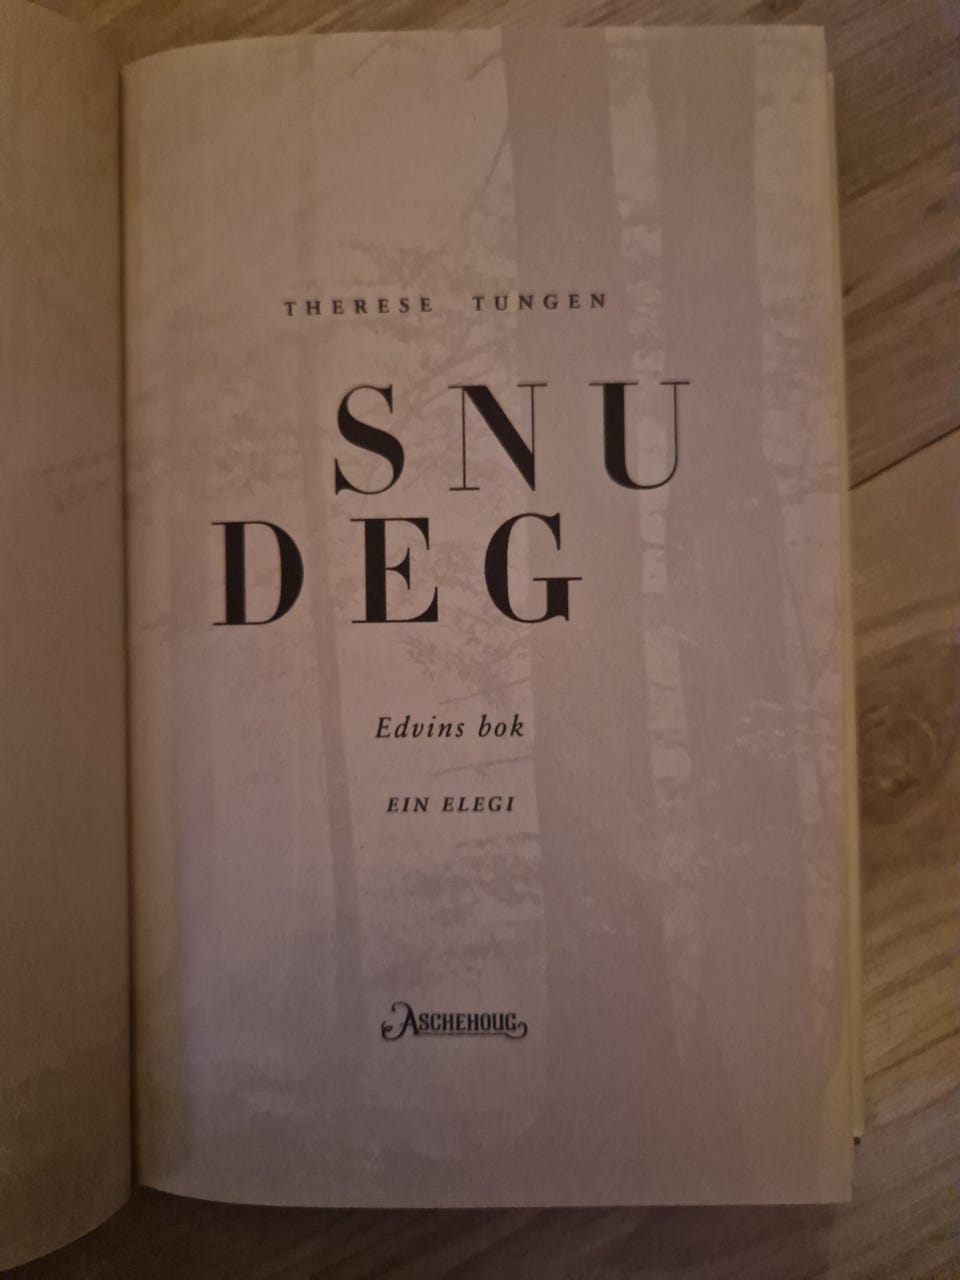 THERESE TUNGEN
SNU
DEG
Edvins bok
EIN ELEGI
ASCHEHOUG